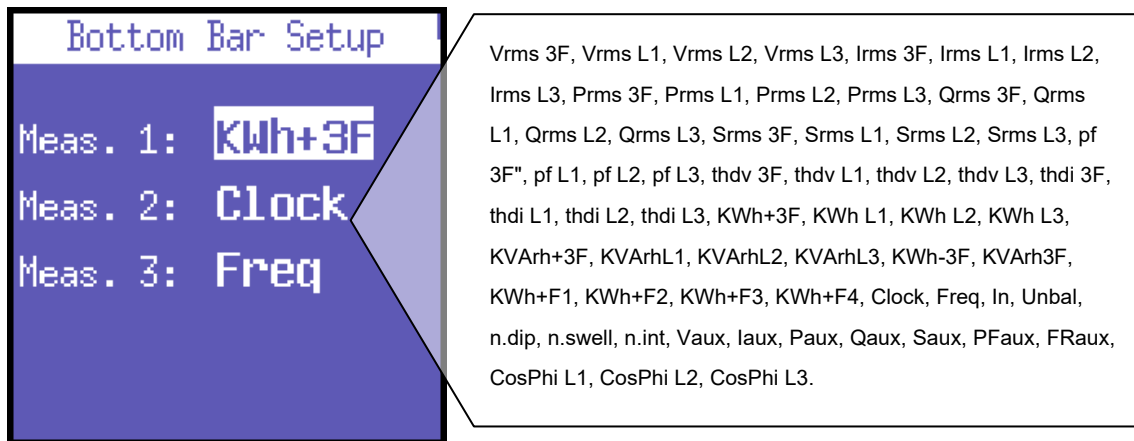 Bottom Bar Setup
Meas. 1: KWh+3F
Meas. 2: Clock
Meas. 3: Freq
Vrms 3F, Vrms L1, Vrms L2, Vrms L3, Irms 3F, Irms L1, Irms L2,
Irms L3, Prms 3F, Prms L1, Prms L2, Prms L3, Qrms 3F, Qrms
L1, Qrms L2, Qrms L3, Srms 3F, Srms L1, Srms L2, Srms L3, pf
3F", pf L1, pf L2, pf L3, thdv 3F, thdv L1, thdv L2, thdv L3, thdi 3F,
thdi L1, thdi L2, thdi L3, KWh+3F, KWh L1, KWh L2, KWh L3,
KVArh+3F, KVArhL1, KVArhL2, KVArhL3, KWh-3F, KVArh3F,
KWh+F1, KWh+F2, KWh+F3, KWh+F4, Clock, Freq, In, Unbal,
n.dip, n.swell, n.int, Vaux, Iaux, Paux, Qaux, Saux, PFaux, FRaux,
CosPhi L1, CosPhi L2, CosPhi L3.